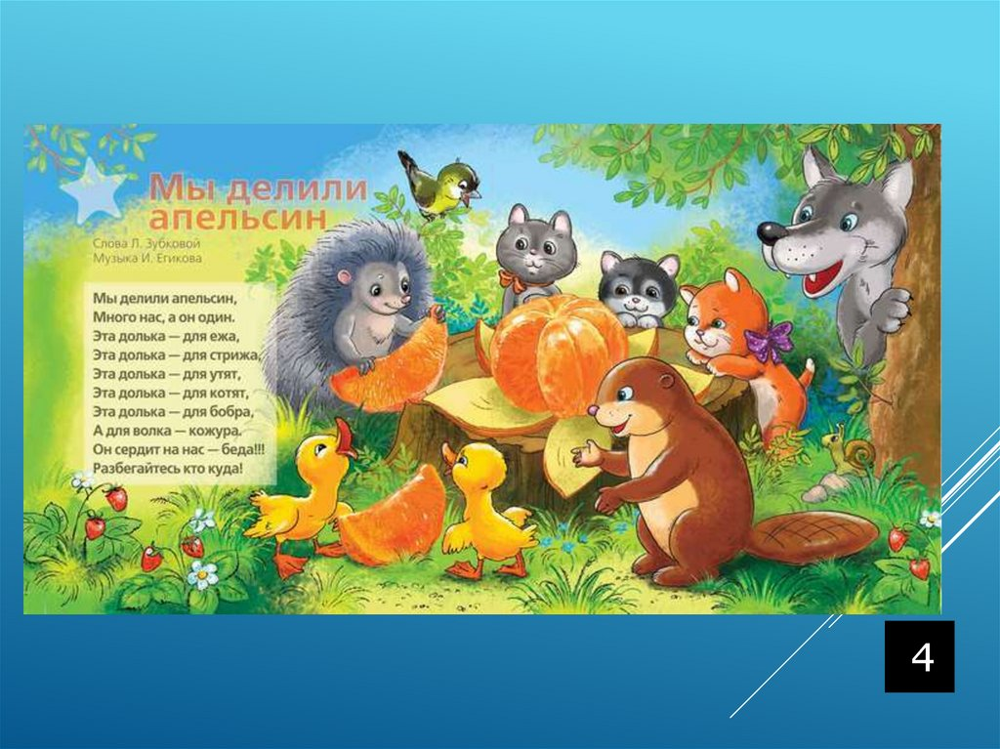 Мы делили
апельсин
Слова Л. Зубковой
Музыка И. Егикова
Мы делили апельсин,
Много нас, а он один.
Эта долька — для ежа,
Эта долька — для стрижа,
Эта долька — для утят,
Эта долька — для котят,
Эта долька — для бобра,
А для волка — кожура.
Он сердит на нас — беда!!!
Разбегайтесь кто куда!
4